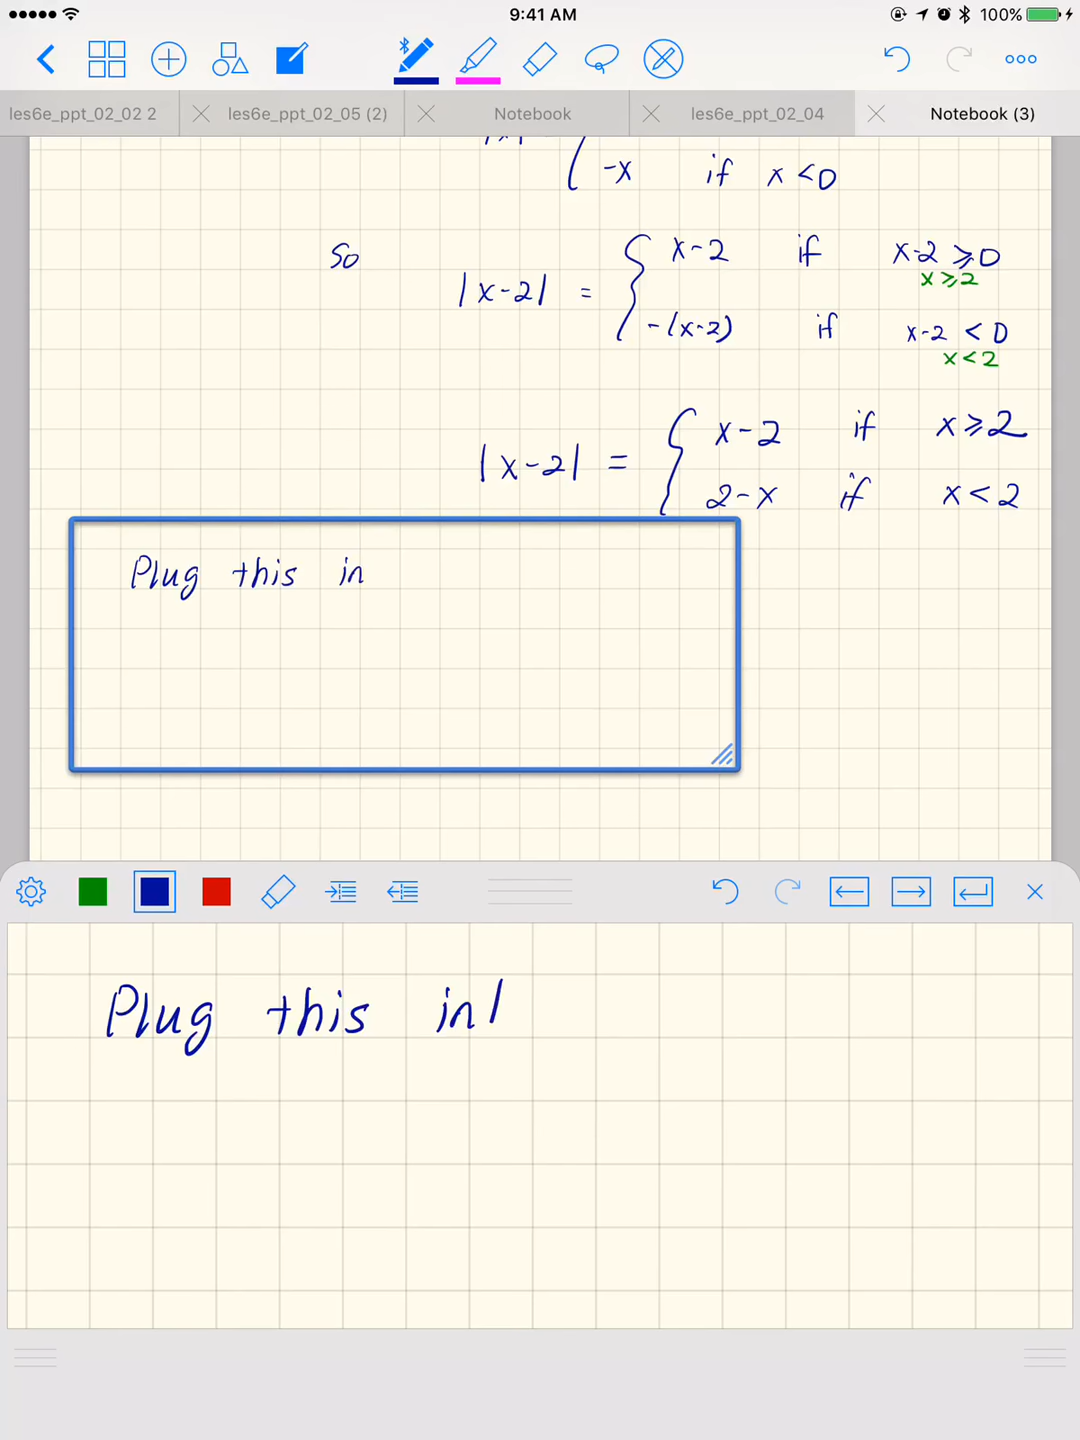 9:41 AM 100%
les6e_ppt_02_02 2 les6e_ppt_02_05 (2) Notebook les6e_ppt_02_04 Notebook (3)
-x if x < 0
So
|x-2| = { x-2 if x-2 ≥ 0
x ≥ 2
-(x-2) if x-2 < 0
x < 2
|x-2| = { x-2 if x ≥ 2
2-x if x < 2
Plug this in
Plug this in